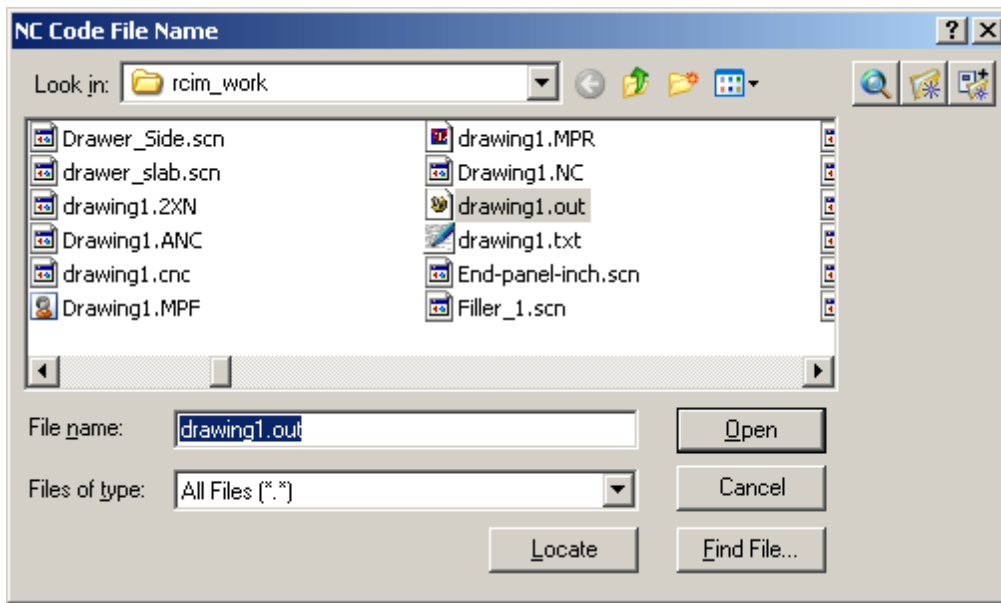 NC Code File Name
Look in: rcim_work
Drawer_Side.scn
drawer_slab.scn
drawing1.2XN
Drawing1.ANC
drawing1.cnc
Drawing1.MPF
drawing1.MPR
Drawing1.NC
drawing1.out
drawing1.txt
End-panel-inch.scn
Filler_1.scn
File name: drawing1.out Open
Files of type: All Files (*.*) Cancel
Locate Find File...